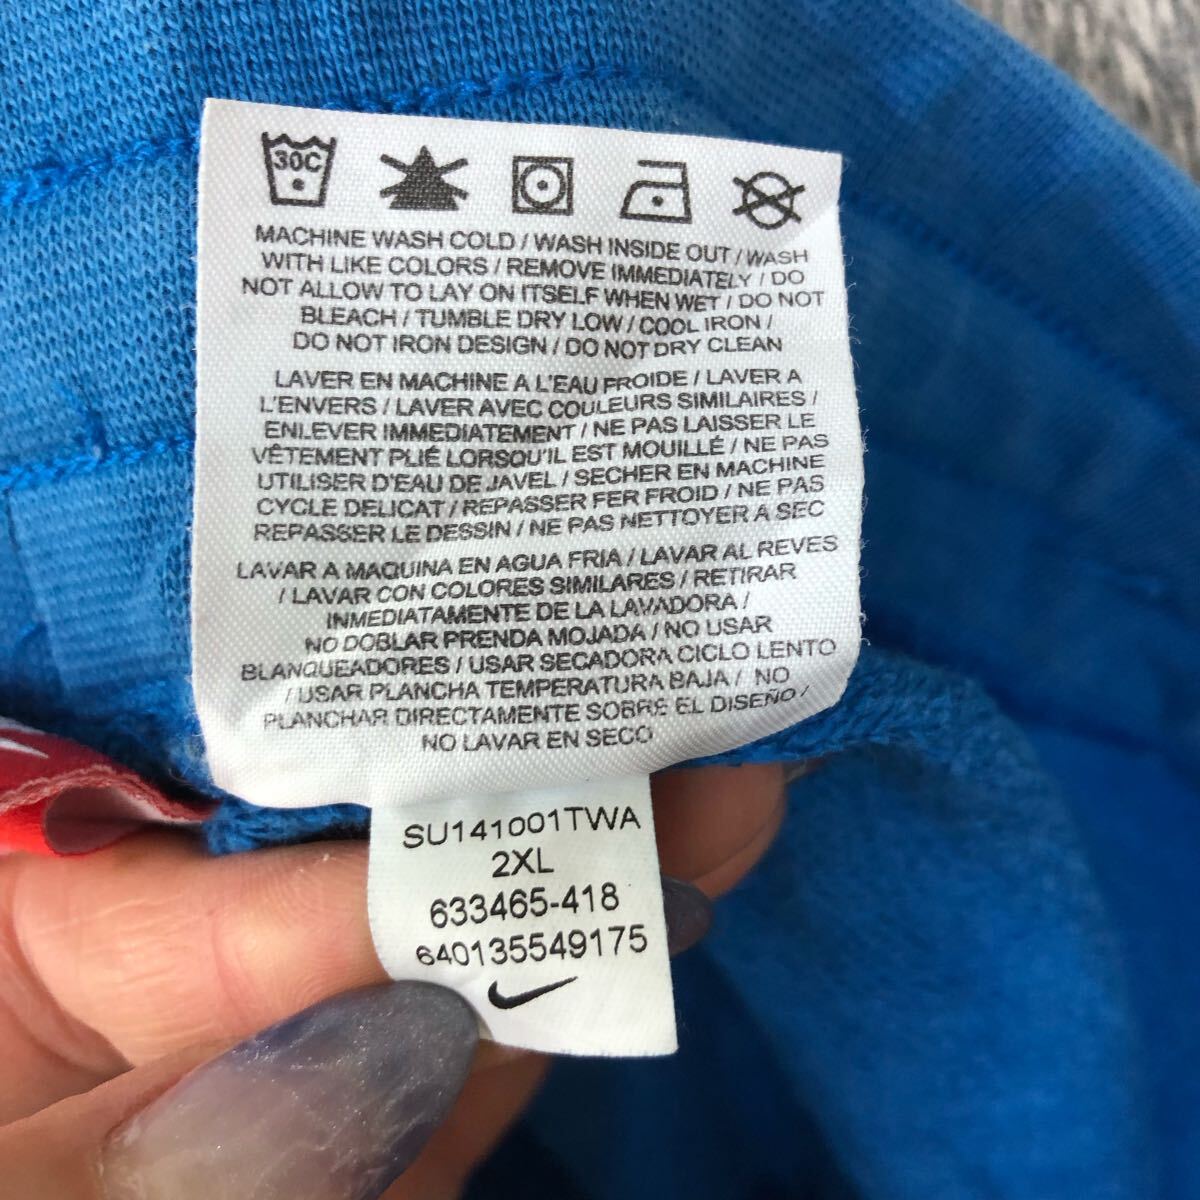 30C
MACHINE WASH COLD / WASH INSIDE OUT / WASH
WITH LIKE COLORS / REMOVE IMMEDIATELY / DO
NOT ALLOW TO LAY ON ITSELF WHEN WET / DO NOT
BLEACH / TUMBLE DRY LOW / COOL IRON /
DO NOT IRON DESIGN / DO NOT DRY CLEAN
LAVER EN MACHINE A L'EAU FROIDE / LAVER A
L'ENVERS / LAVER AVEC COULEURS SIMILAIRES /
ENLEVER IMMEDIATEMENT / NE PAS LAISSER LE
VÊTEMENT PLIÉ LORSQU'IL EST MOUILLÉ / NE PAS
UTILISER D'EAU DE JAVEL / SECHER EN MACHINE
CYCLE DELICAT / REPASSER FER FROID / NE PAS
REPASSER LE DESSIN / NE PAS NETTOYER A SEC
LAVAR A MAQUINA EN AGUA FRIA / LAVAR AL REVES
/ LAVAR CON COLORES SIMILARES / RETIRAR
INMEDIATAMENTE DE LA LAVADORA /
NO DOBLAR PRENDA MOJADA / NO USAR
BLANQUEADORES / USAR SECADORA CICLO LENTO
/ USAR PLANCHA TEMPERATURA BAJA / NO
PLANCHAR DIRECTAMENTE SOBRE EL DISEÑO /
NO LAVAR EN SECO
SU141001TWA
2XL
633465-418
640135549175